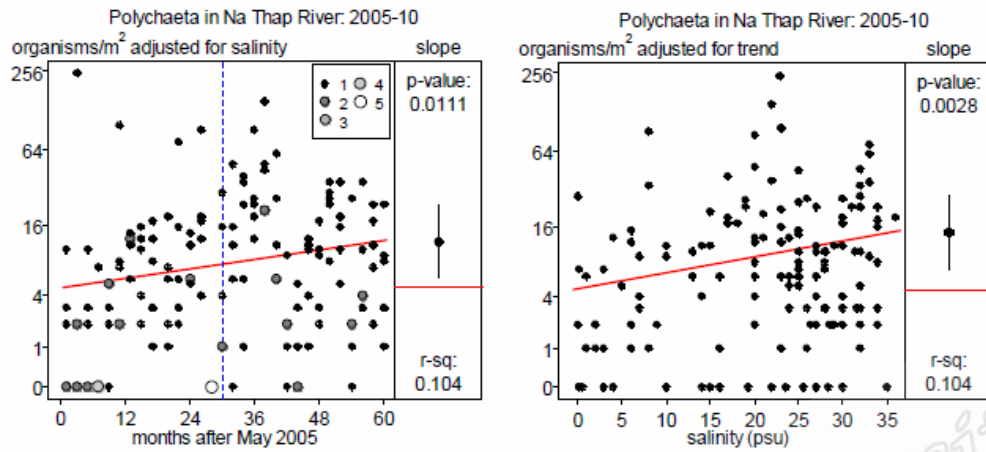 Polychaeta in Na Thap River: 2005-10
organisms/m² adjusted for salinity
slope
256
64
16
4
1
0
1
2
3
4
5
p-value:
0.0111
r-sq:
0.104
0
12
24
36
48
60
months after May 2005
Polychaeta in Na Thap River: 2005-10
organisms/m² adjusted for trend
slope
256
64
16
4
1
0
p-value:
0.0028
r-sq:
0.104
0
5
10
15
20
25
30
35
salinity (psu)